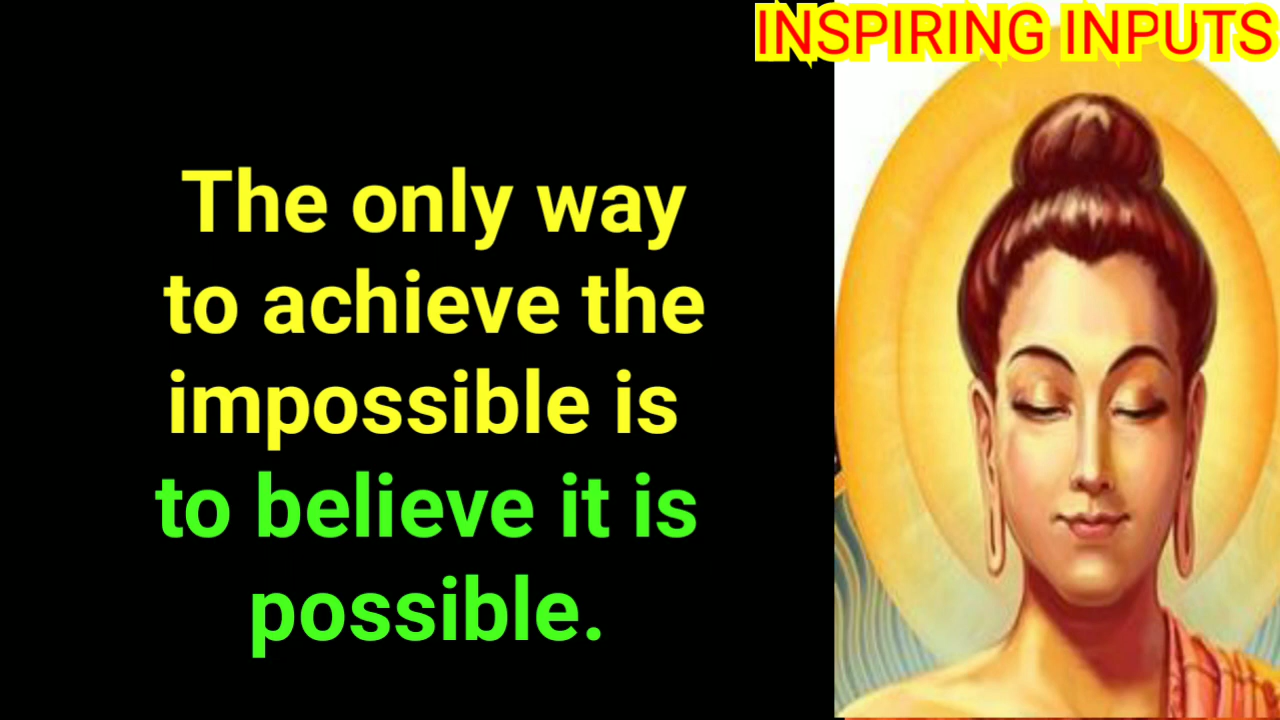 INSPIRING INPUTS
The only way
to achieve the
impossible is
to believe it is
possible.